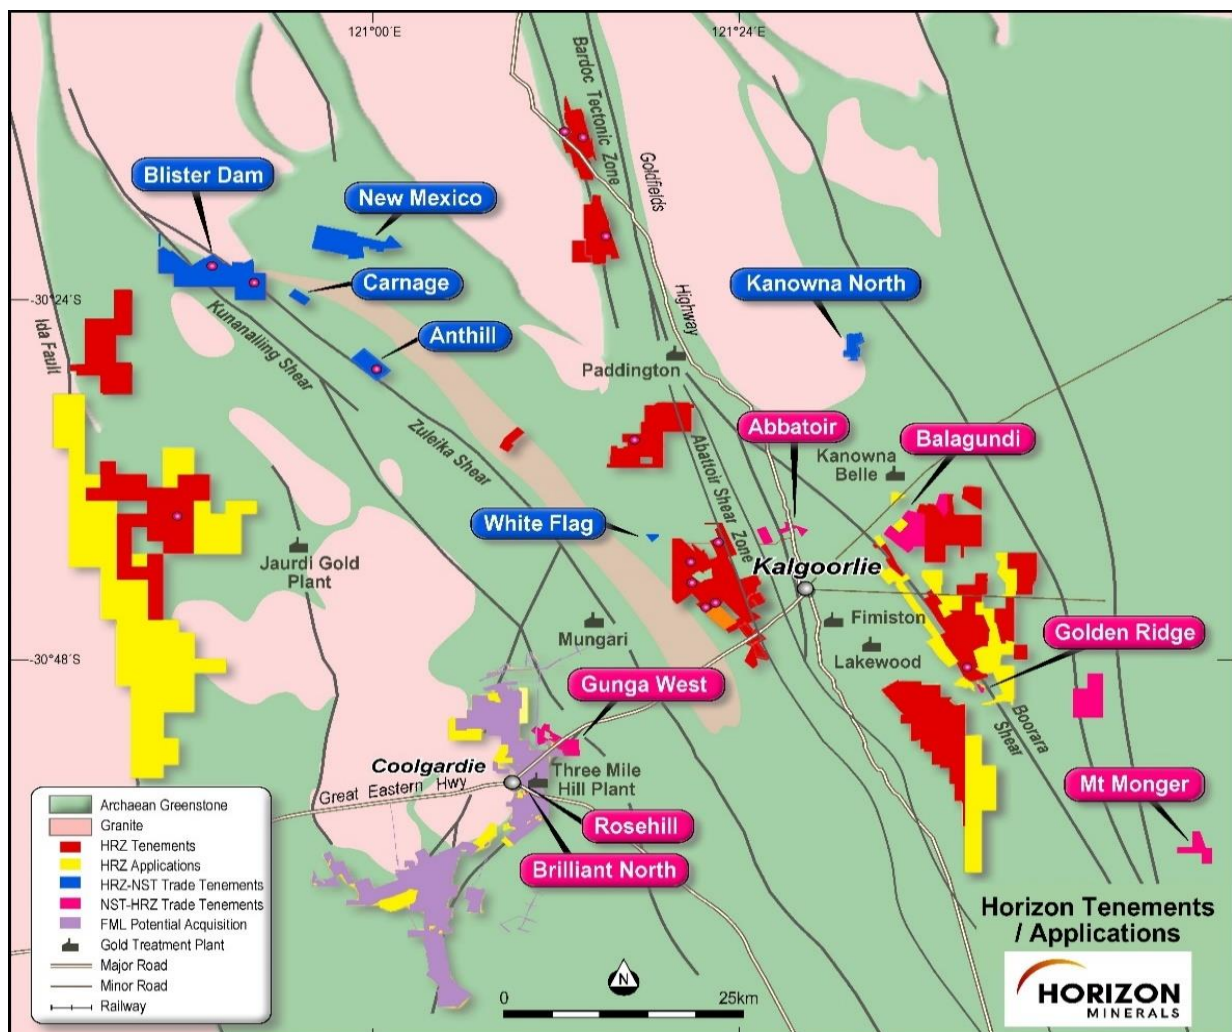 121°00´E
121°24´E
Bardoc Tectonic Zone
Goldfields
Highway
Blister Dam
New Mexico
Carnage
Kanowna North
-30°24´S
Ida Fault
Kunanalling Shear
Anthill
Paddington
Zuleika Shear
Abattoir Shear Zone
Abbatoir
Balagundi
Kanowna
Belle
White Flag
Jaurdi Gold
Plant
Kalgoorlie
Mungari
Fimiston
Lakewood
Golden Ridge
-30°48´S
Gunga West
Boorara
Shear
Coolgardie
Great Eastern Hwy
Three Mile
Hill Plant
Mt Monger
Rosehill
Brilliant North
Archaean Greenstone
Granite
HRZ Tenements
HRZ Applications
HRZ-NST Trade Tenements
NST-HRZ Trade Tenements
FML Potential Acquisition
Gold Treatment Plant
Major Road
Minor Road
Railway
N
0
25km
Horizon Tenements
/ Applications
HORIZON
MINERALS